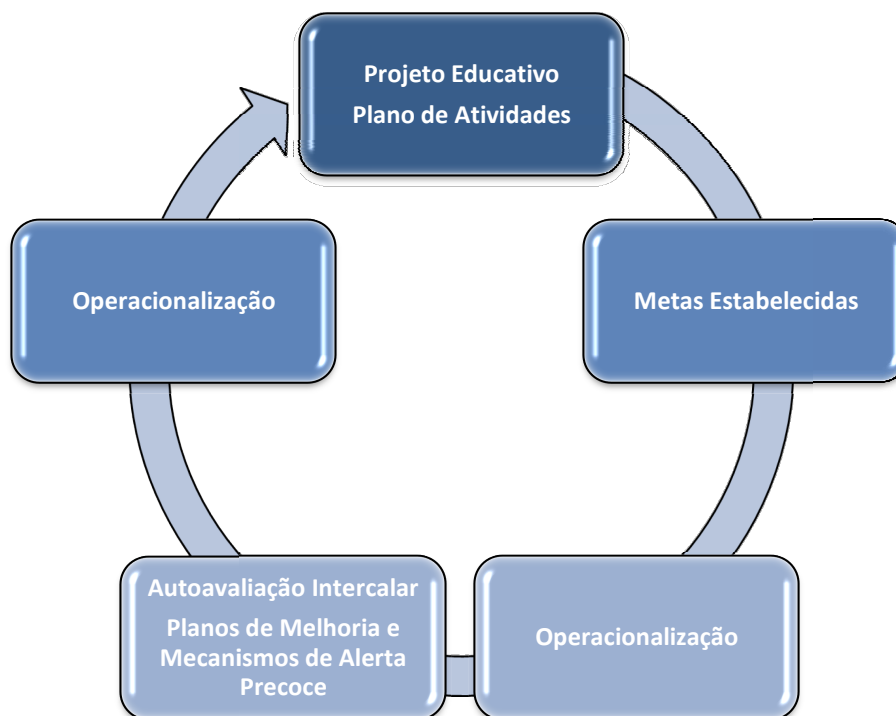 Projeto Educativo
Plano de Atividades
Metas Estabelecidas
Operacionalização
Autoavaliação Intercalar
Planos de Melhoria e
Mecanismos de Alerta
Precoce
Operacionalização